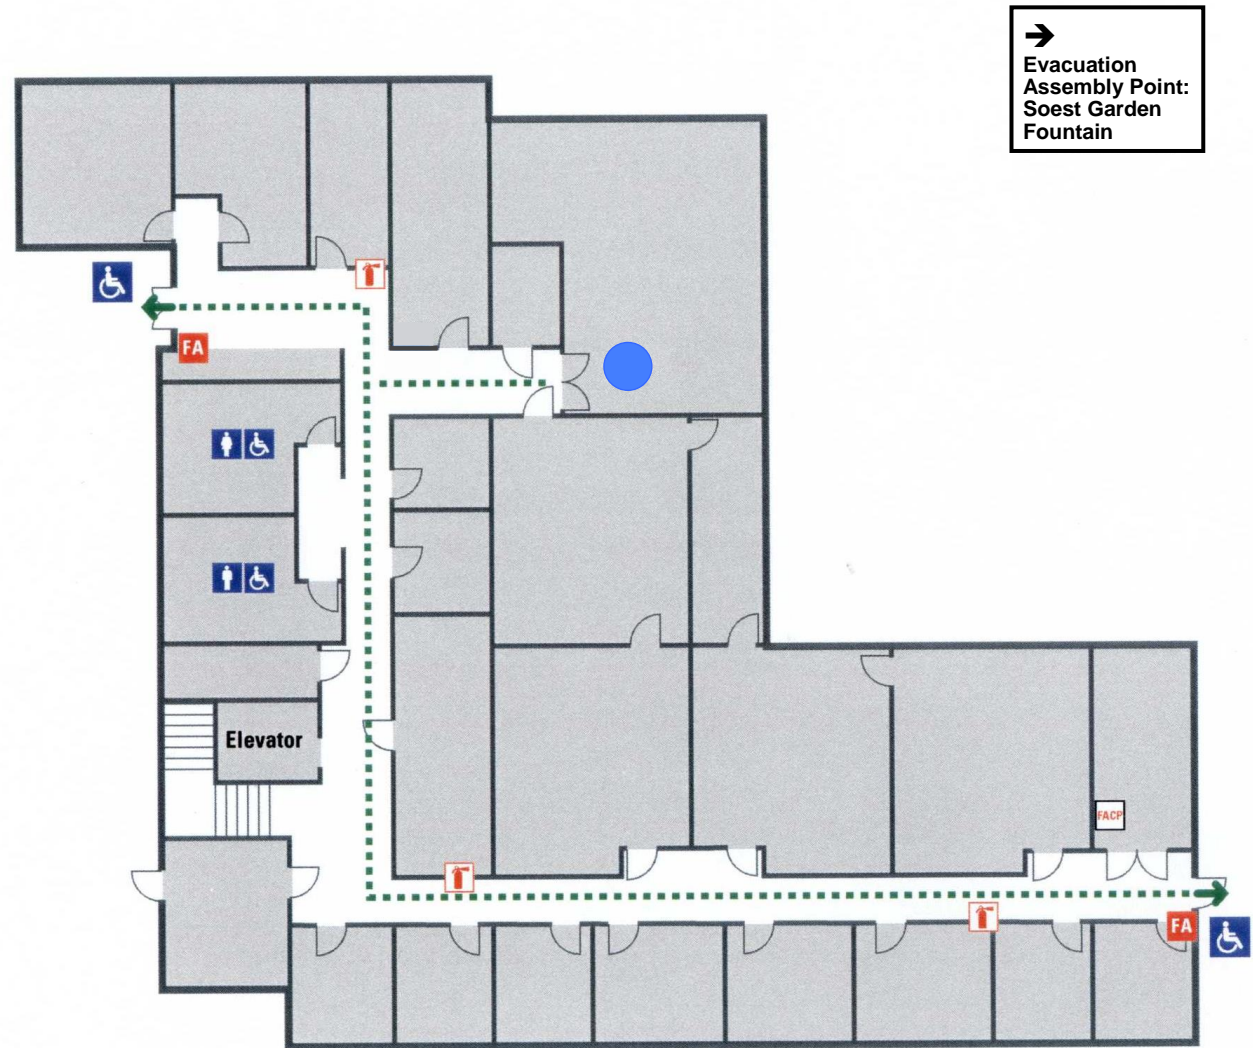 ➔
Evacuation
Assembly Point:
Soest Garden
Fountain
FA
Elevator
FACP
FA